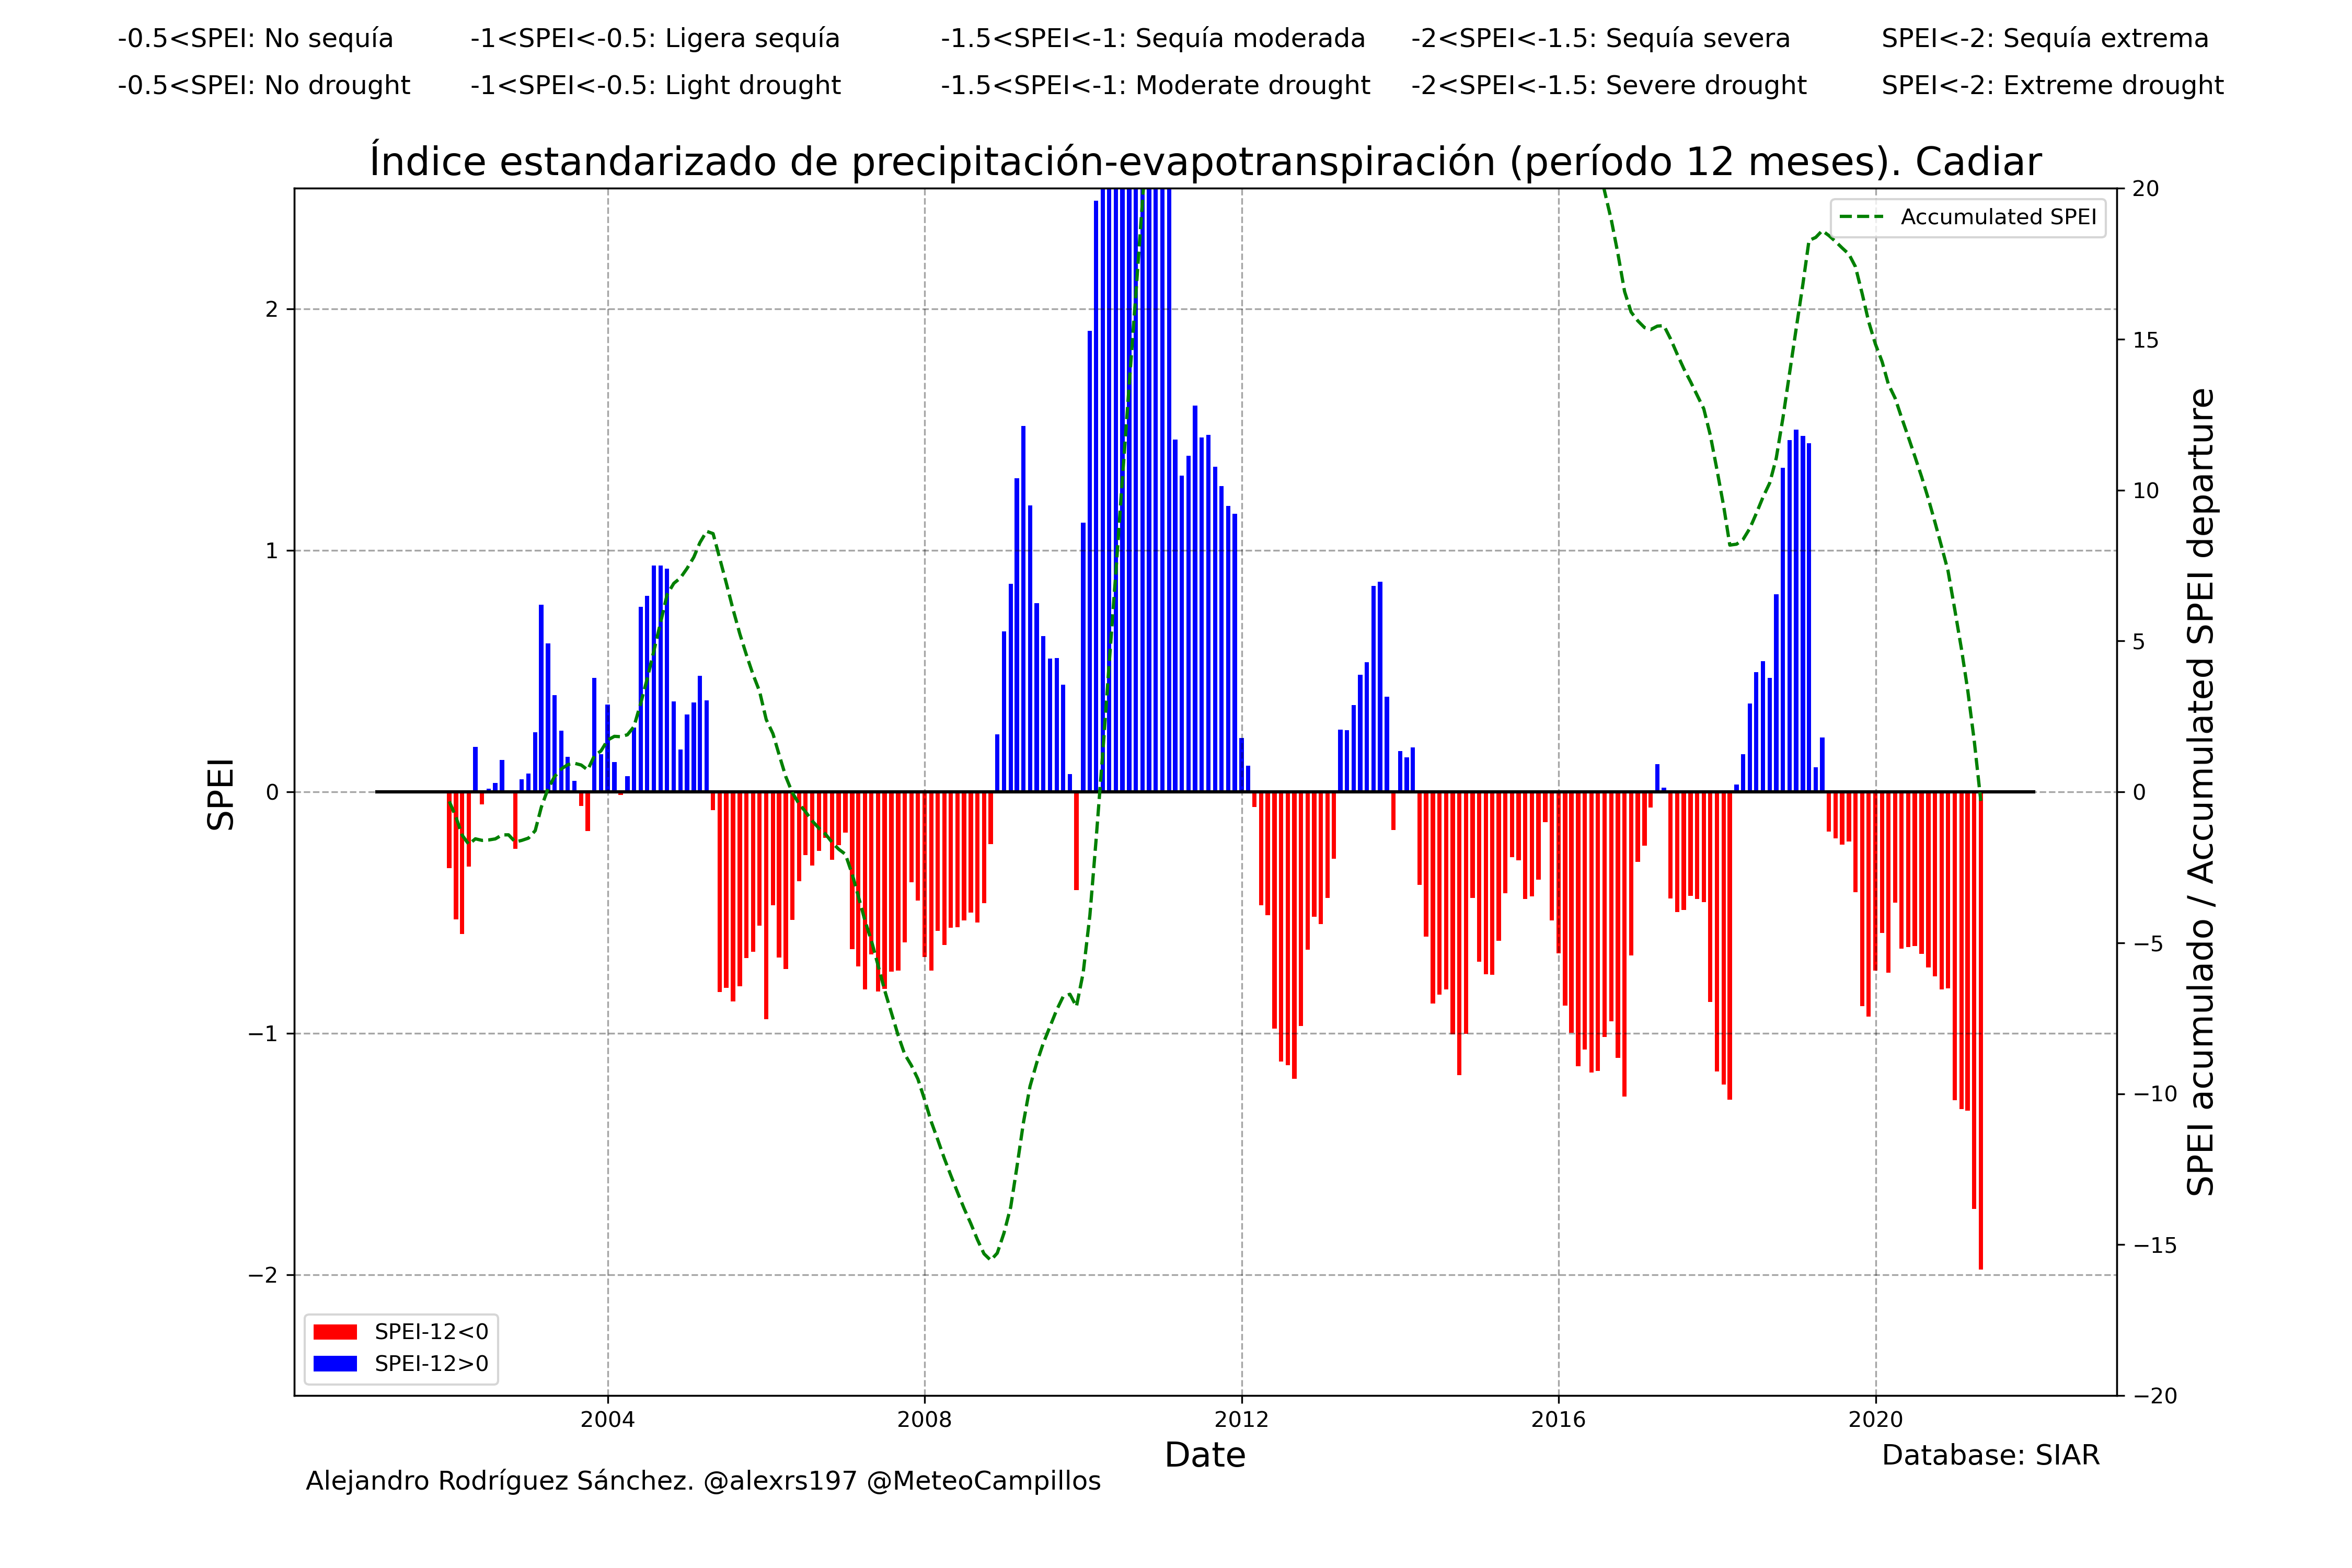 -0.5<SPEI: No sequía -1<SPEI<-0.5: Ligera sequía -1.5<SPEI<-1: Sequía moderada -2<SPEI<-1.5: Sequía severa SPEI<-2: Sequía extrema
-0.5<SPEI: No drought -1<SPEI<-0.5: Light drought -1.5<SPEI<-1: Moderate drought -2<SPEI<-1.5: Severe drought SPEI<-2: Extreme drought
Índice estandarizado de precipitación-evapotranspiración (período 12 meses). Cadiar
SPEI
2
1
0
−1
−2
Accumulated SPEI
20
15
10
5
0
−5
−10
−15
−20
SPEI acumulado / Accumulated SPEI departure
SPEI-12<0
SPEI-12>0
2004 2008 2012 2016 2020
Date
Database: SIAR
Alejandro Rodríguez Sánchez. @alexrs197 @MeteoCampillos